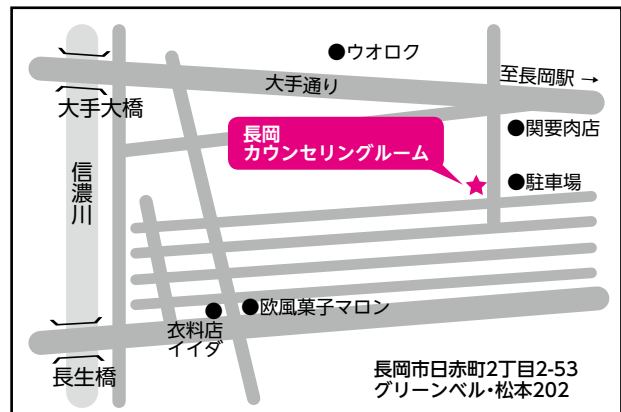 ●ウオロク
至長岡駅 →
大手通り
大手大橋
●関要肉店
長岡
カウンセリングルーム
信濃川
●駐車場
●欧風菓子マロン
衣料店
イイダ
長生橋
長岡市日赤町2丁目2-53
グリーンベル・松本202